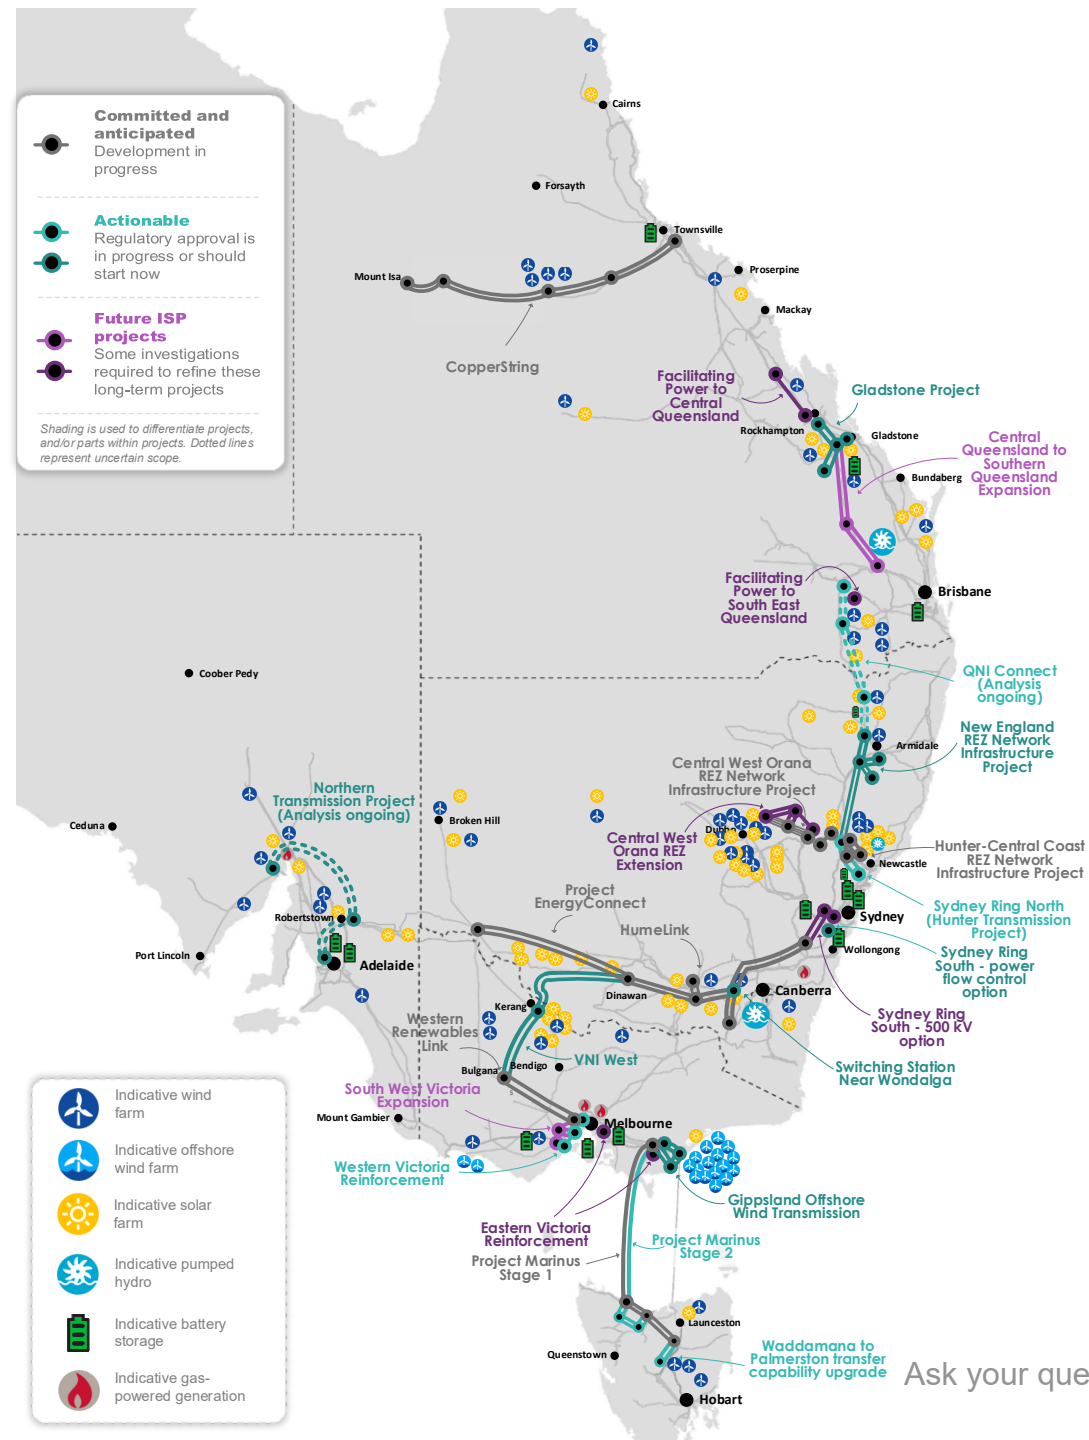 Committed and
anticipated
Development in
progress
Actionable
Regulatory approval is
in progress or should
start now
Future ISP
projects
Some investigations
required to refine these
long-term projects
Shading is used to differentiate projects,
and/or parts within projects. Dotted lines
represent uncertain scope.
Cairns
Forsayth
Townsville
Mount Isa
Proserpine
Mackay
CopperString
Facilitating
Power to
Central
Queensland
Gladstone Project
Rockhampton
Gladstone
Central
Queensland to
Southern
Queensland
Expansion
Bundaberg
Facilitating
Power to
South East
Queensland
Brisbane
Coober Pedy
QNI Connect
(Analysis
ongoing)
New England
REZ Network
Infrastructure
Project
Armidale
Central West Orana
REZ Network
Infrastructure Project
Northern
Transmission Project
(Analysis ongoing)
Ceduna
Broken Hill
Central West
Orana REZ
Extension
Dubbo
Hunter-Central Coast
REZ Network
Infrastructure Project
Newcastle
Project
EnergyConnect
HumeLink
Sydney Ring North
(Hunter Transmission
Project)
Sydney
Robertstown
Port Lincoln
Adelaide
Wollongong
Sydney Ring
South - power
flow control
option
Dinawan
Canberra
Kerang
Western
Renewables
Link
Sydney Ring
South - 500 kV
option
VNI West
Bulgana
Bendigo
s
Switching Station
Near Wondalga
South West Victoria
Expansion
Mount Gambier
Melbourne
Western Victoria
Reinforcement
Gippsland Offshore
Wind Transmission
Eastern Victoria
Reinforcement
Project Marinus
Stage 1
Project Marinus
Stage 2
Launceston
Queenstown
Waddamana to
Palmerston transfer
capability upgrade
Hobart
Ask your que
Indicative wind
farm
Indicative offshore
wind farm
Indicative solar
farm
Indicative pumped
hydro
Indicative battery
storage
Indicative gas-
powered generation